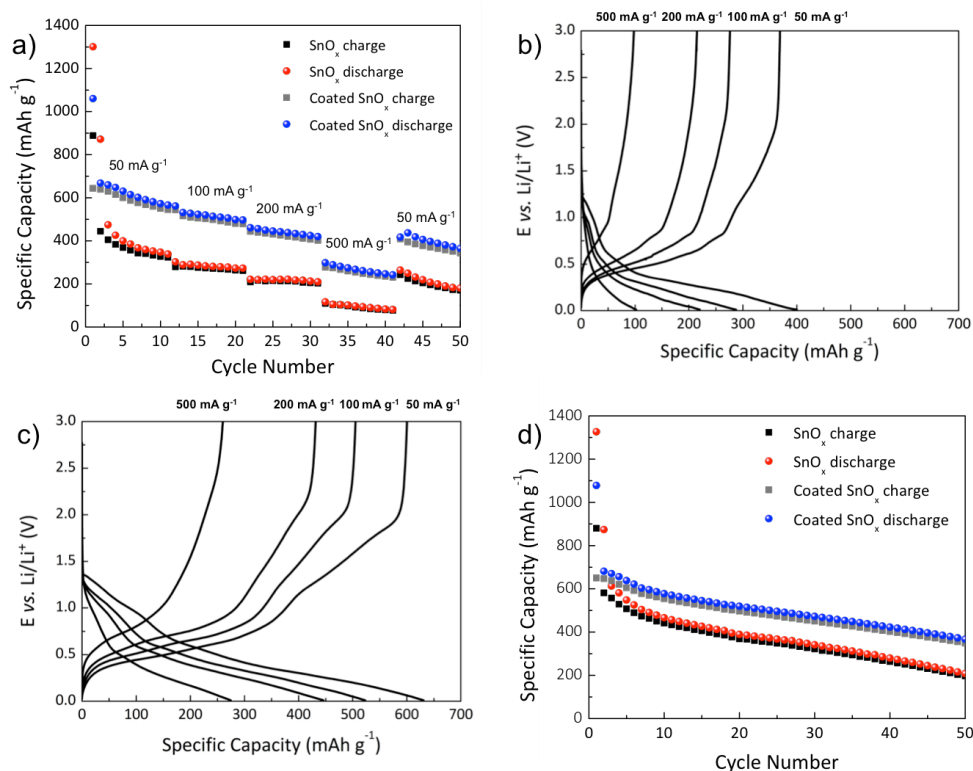 a)
1400
1200
1000
800
600
400
200
0
0 5 10 15 20 25 30 35 40 45 50
Specific Capacity (mAh g⁻¹)
Cycle Number
SnOₓ charge
SnOₓ discharge
Coated SnOₓ charge
Coated SnOₓ discharge
50 mA g⁻¹
100 mA g⁻¹
200 mA g⁻¹
500 mA g⁻¹
50 mA g⁻¹
b)
500 mA g⁻¹ 200 mA g⁻¹ 100 mA g⁻¹ 50 mA g⁻¹
3.0
2.5
2.0
1.5
1.0
0.5
0.0
0 100 200 300 400 500 600 700
E vs. Li/Li⁺ (V)
Specific Capacity (mAh g⁻¹)
c)
500 mA g⁻¹ 200 mA g⁻¹ 100 mA g⁻¹ 50 mA g⁻¹
3.0
2.5
2.0
1.5
1.0
0.5
0.0
0 100 200 300 400 500 600 700
E vs. Li/Li⁺ (V)
Specific Capacity (mAh g⁻¹)
d)
1400
1200
1000
800
600
400
200
0
0 10 20 30 40 50
Specific Capacity (mAh g⁻¹)
Cycle Number
SnOₓ charge
SnOₓ discharge
Coated SnOₓ charge
Coated SnOₓ discharge